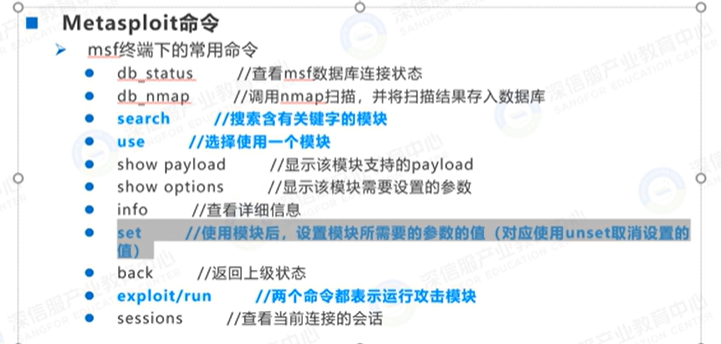 Metasploit命令
msf终端下的常用命令
db_status //查看msf数据库连接状态
db_nmap //调用nmap扫描，并将扫描结果存入数据库
search //搜索含有关键字的模块
use //选择使用一个模块
show payload //显示该模块支持的payload
show options //显示该模块需要设置的参数
info //查看详细信息
set //使用模块后，设置模块所需要的参数的值（对应使用unset取消设置的
值）
back //返回上级状态
exploit/run //两个命令都表示运行攻击模块
sessions //查看当前连接的会话
深信服产业教育中心
SANGFOR EDUCATION CENTER